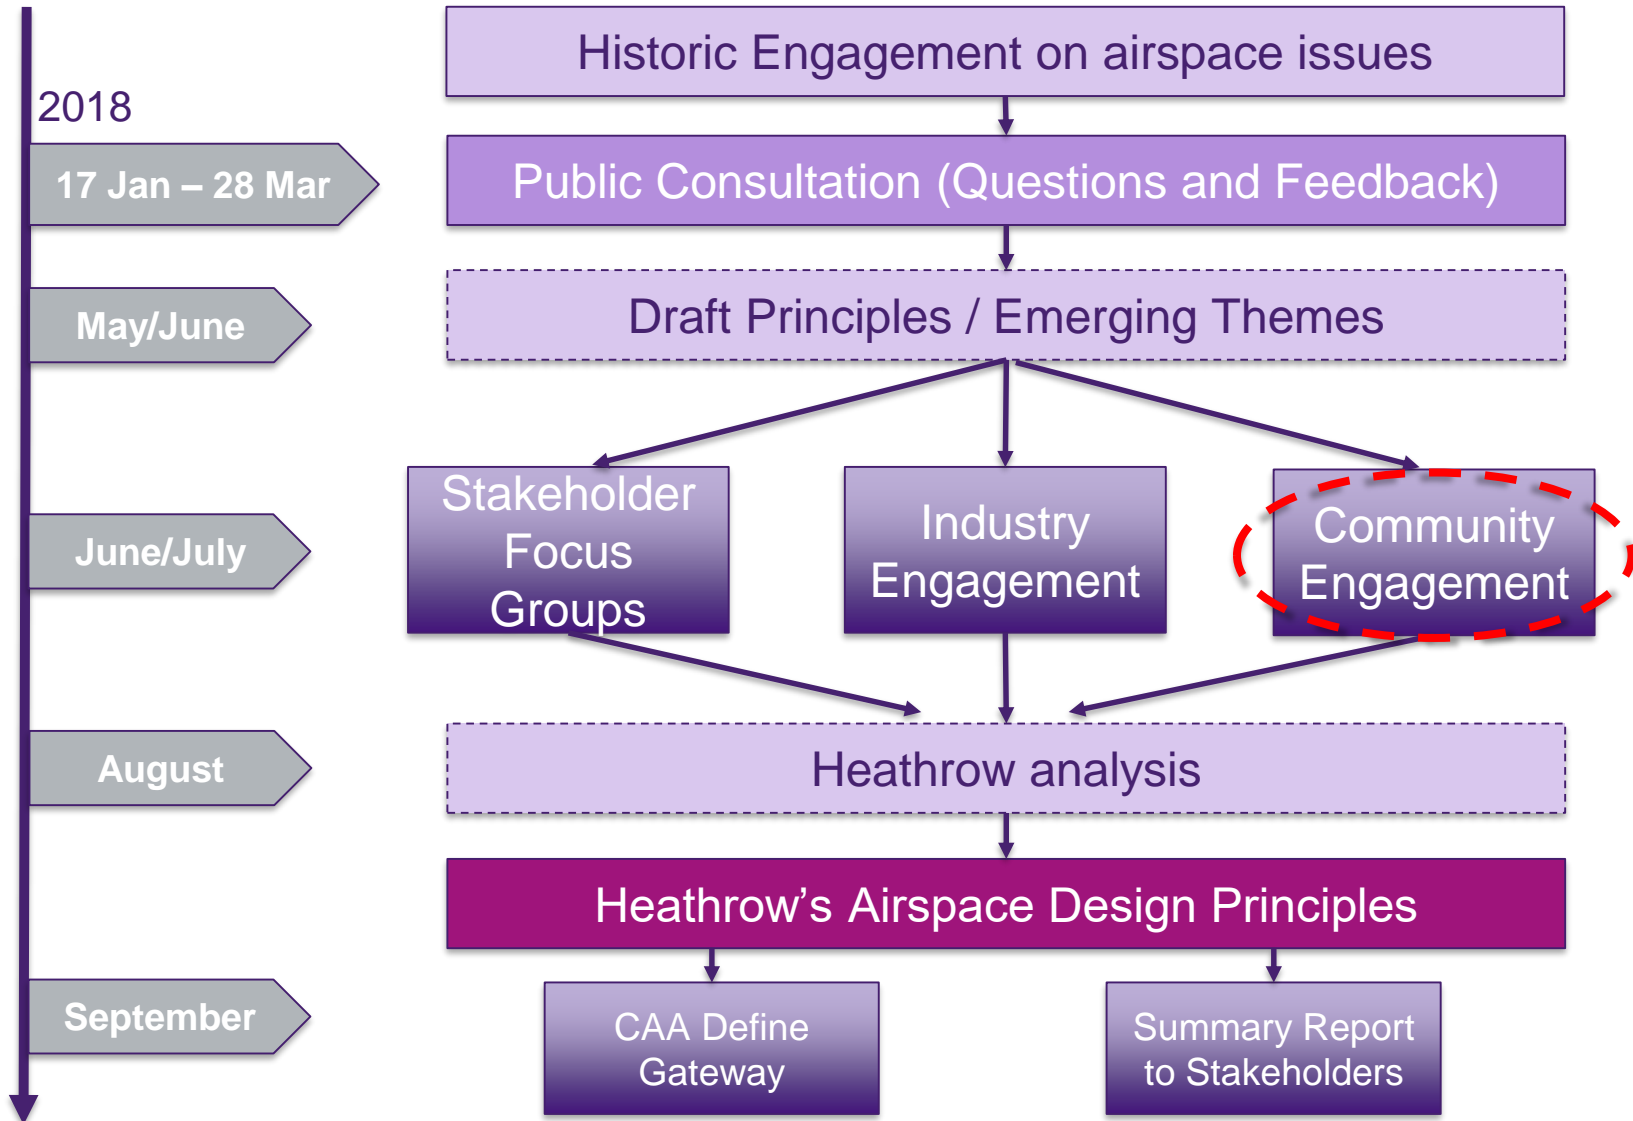 Historic Engagement on airspace issues
2018
17 Jan – 28 Mar
Public Consultation (Questions and Feedback)
May/June
Draft Principles / Emerging Themes
June/July
Stakeholder
Focus
Groups
Industry
Engagement
Community
Engagement
August
Heathrow analysis
Heathrow’s Airspace Design Principles
September
CAA Define
Gateway
Summary Report
to Stakeholders